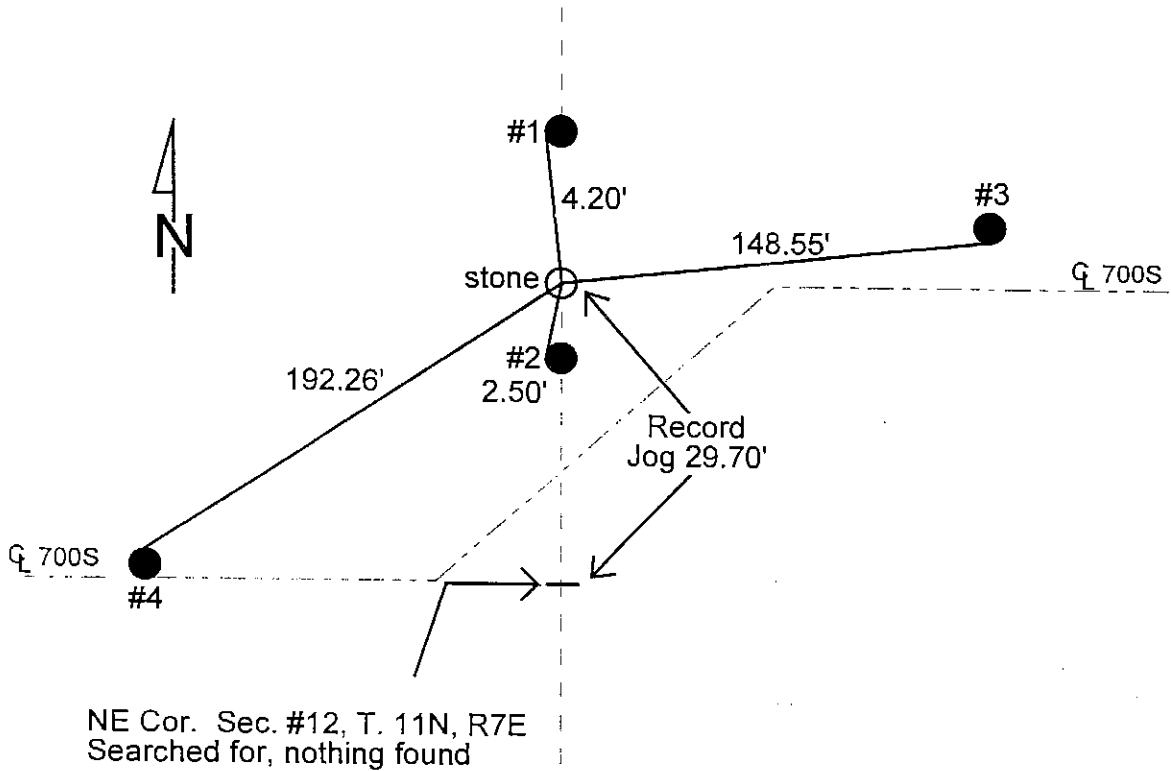 #1
4.20'
N
#3
148.55'
stone
℄ 700S
#2
2.50'
192.26'
Record
Jog 29.70'
℄ 700S
#4
NE Cor. Sec. #12, T. 11N, R7E
Searched for, nothing found